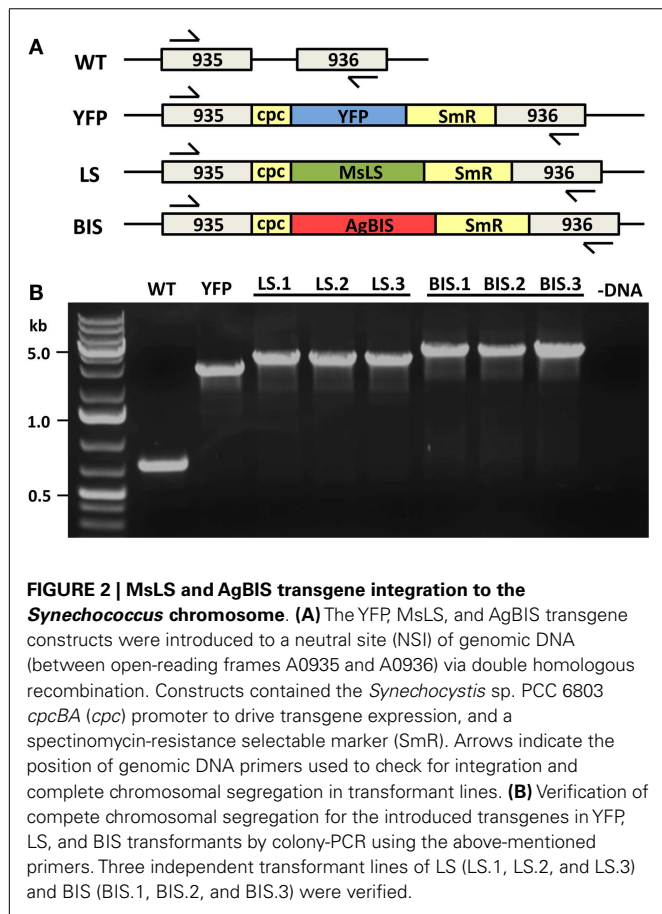 A
WT 935 936
YFP 935 cpc YFP SmR 936
LS 935 cpc MsLS SmR 936
BIS 935 cpc AgBIS SmR 936
B
WT YFP LS.1 LS.2 LS.3 BIS.1 BIS.2 BIS.3 -DNA
kb
5.0
1.0
0.5
FIGURE 2 | MsLS and AgBIS transgene integration to the
Synechococcus chromosome. (A) The YFP, MsLS, and AgBIS transgene
constructs were introduced to a neutral site (NSI) of genomic DNA
(between open-reading frames A0935 and A0936) via double homologous
recombination. Constructs contained the Synechocystis sp. PCC 6803
cpcBA (cpc) promoter to drive transgene expression, and a
spectinomycin-resistance selectable marker (SmR). Arrows indicate the
position of genomic DNA primers used to check for integration and
complete chromosomal segregation in transformant lines. (B) Verification of
compete chromosomal segregation for the introduced transgenes in YFP,
LS, and BIS transformants by colony-PCR using the above-mentioned
primers. Three independent transformant lines of LS (LS.1, LS.2, and LS.3)
and BIS (BIS.1, BIS.2, and BIS.3) were verified.